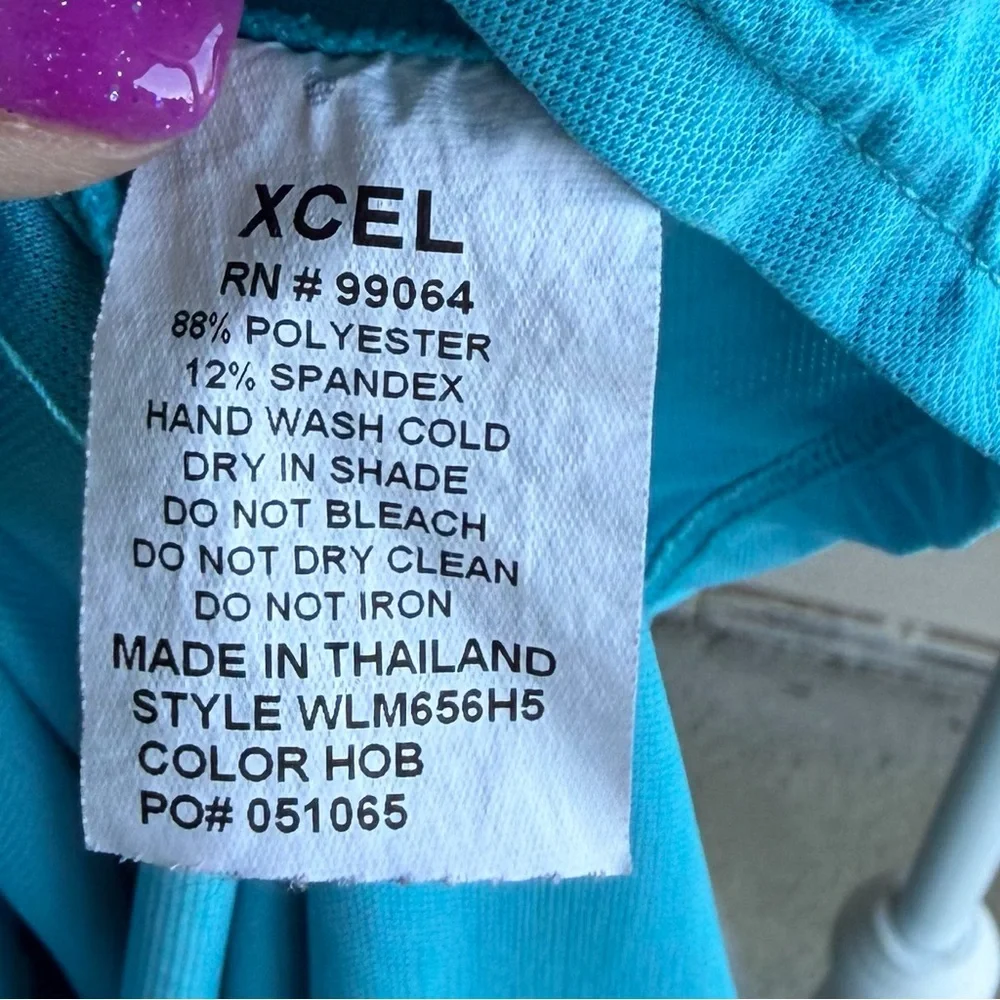 XCEL
RN # 99064
88% POLYESTER
12% SPANDEX
HAND WASH COLD
DRY IN SHADE
DO NOT BLEACH
DO NOT DRY CLEAN
DO NOT IRON
MADE IN THAILAND
STYLE WLM656H5
COLOR HOB
PO# 051065